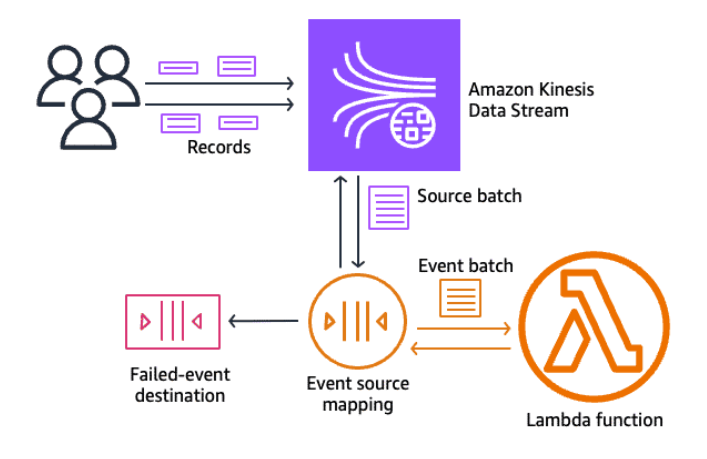 Amazon Kinesis
Data Stream
Records
Source batch
Event batch
Failed-event
destination
Event source
mapping
Lambda function